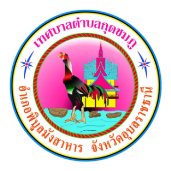 เทศบาลตำบลกุดชมภู
อำเภอพิบูลมังสาหาร จังหวัดอุบลราชธานี